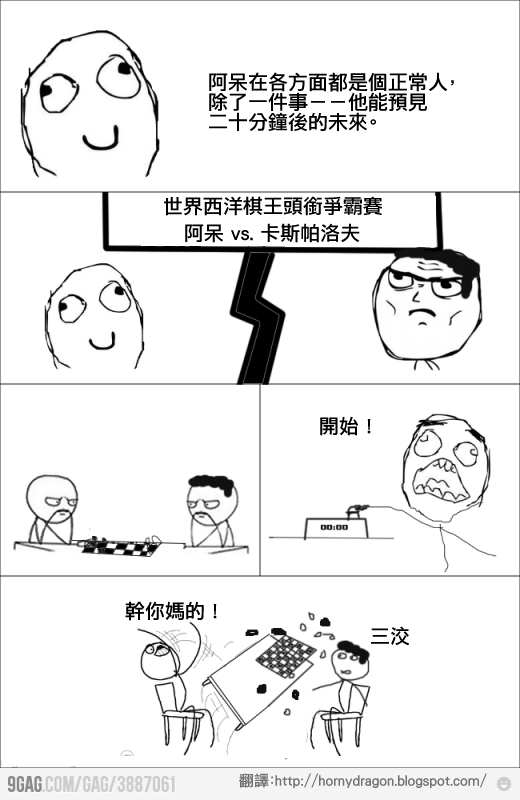 阿呆在各方面都是個正常人，
除了一件事－－他能預見
二十分鐘後的未來。
世界西洋棋王頭銜爭霸賽
阿呆 vs. 卡斯帕洛夫
開始！
00:00
幹你媽的！
三洨
9GAG.COM/GAG/3887061
翻譯:http://hornydragon.blogspot.com/